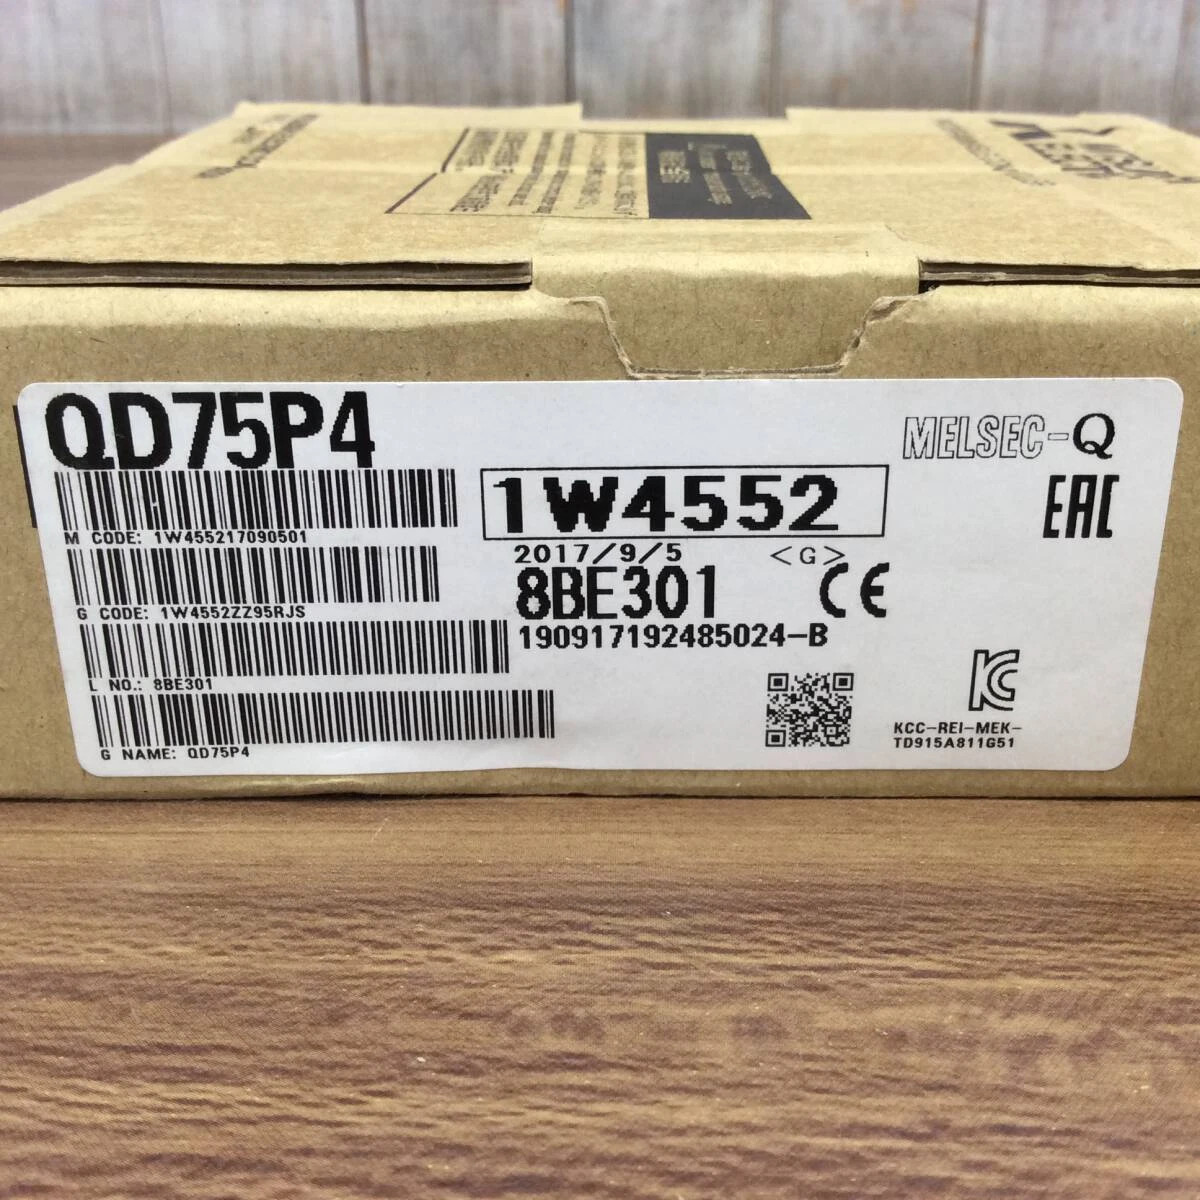 QD75P4
MELSEC-Q
M CODE: 1W455217090501
1W4552
EAC
2017/9/5 <G>
G CODE: 1W4552ZZ95RJS
8BE301 CE
190917192485024-B
L NO.: 8BE301
G NAME: QD75P4
KCC-REI-MEK-
TD915A811G51